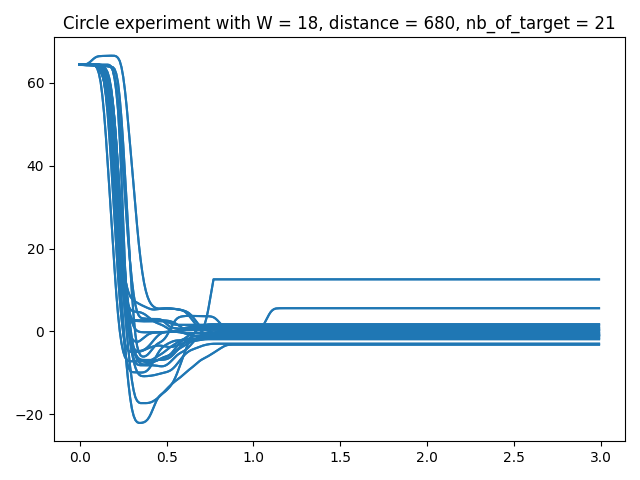 Circle experiment with W = 18, distance = 680, nb_of_target = 21
60
40
20
0
−20
0.0 0.5 1.0 1.5 2.0 2.5 3.0